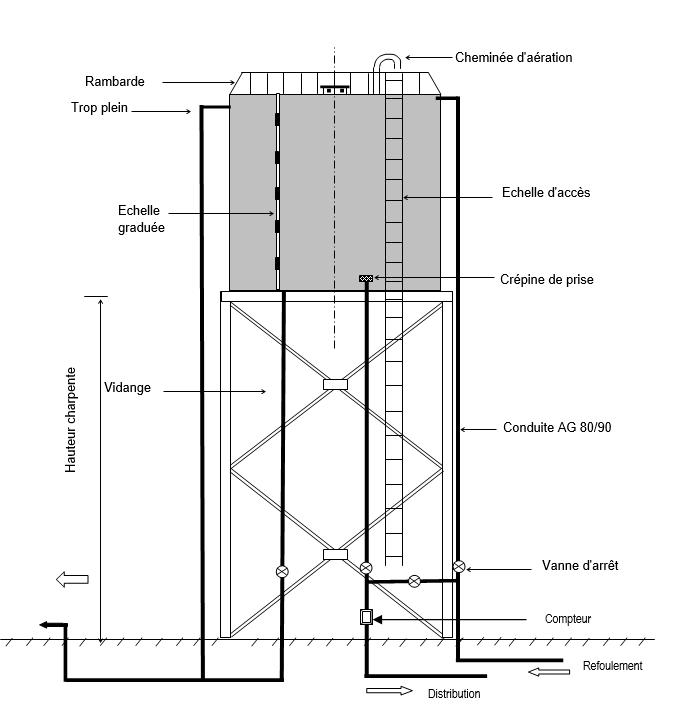 Cheminée d'aération
Rambarde
Trop plein
Echelle d'accès
Echelle
graduée
Crépine de prise
Hauteur charpente
Vidange
Conduite AG 80/90
Vanne d'arrêt
Compteur
Refoulement
Distribution